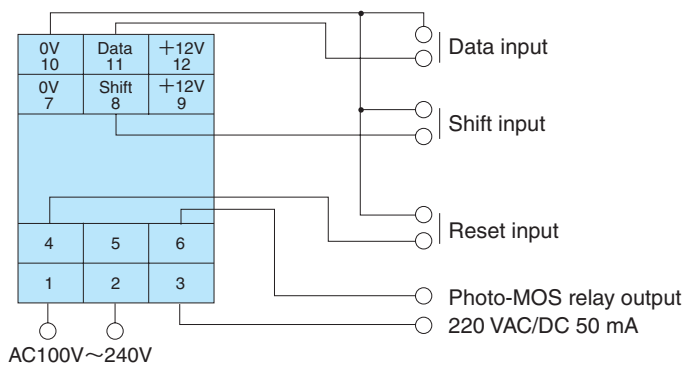 0V Data +12V
10 11 12
0V Shift +12V
7 8 9
4 5 6
1 2 3
AC100V～240V
Data input
Shift input
Reset input
Photo-MOS relay output
220 VAC/DC 50 mA